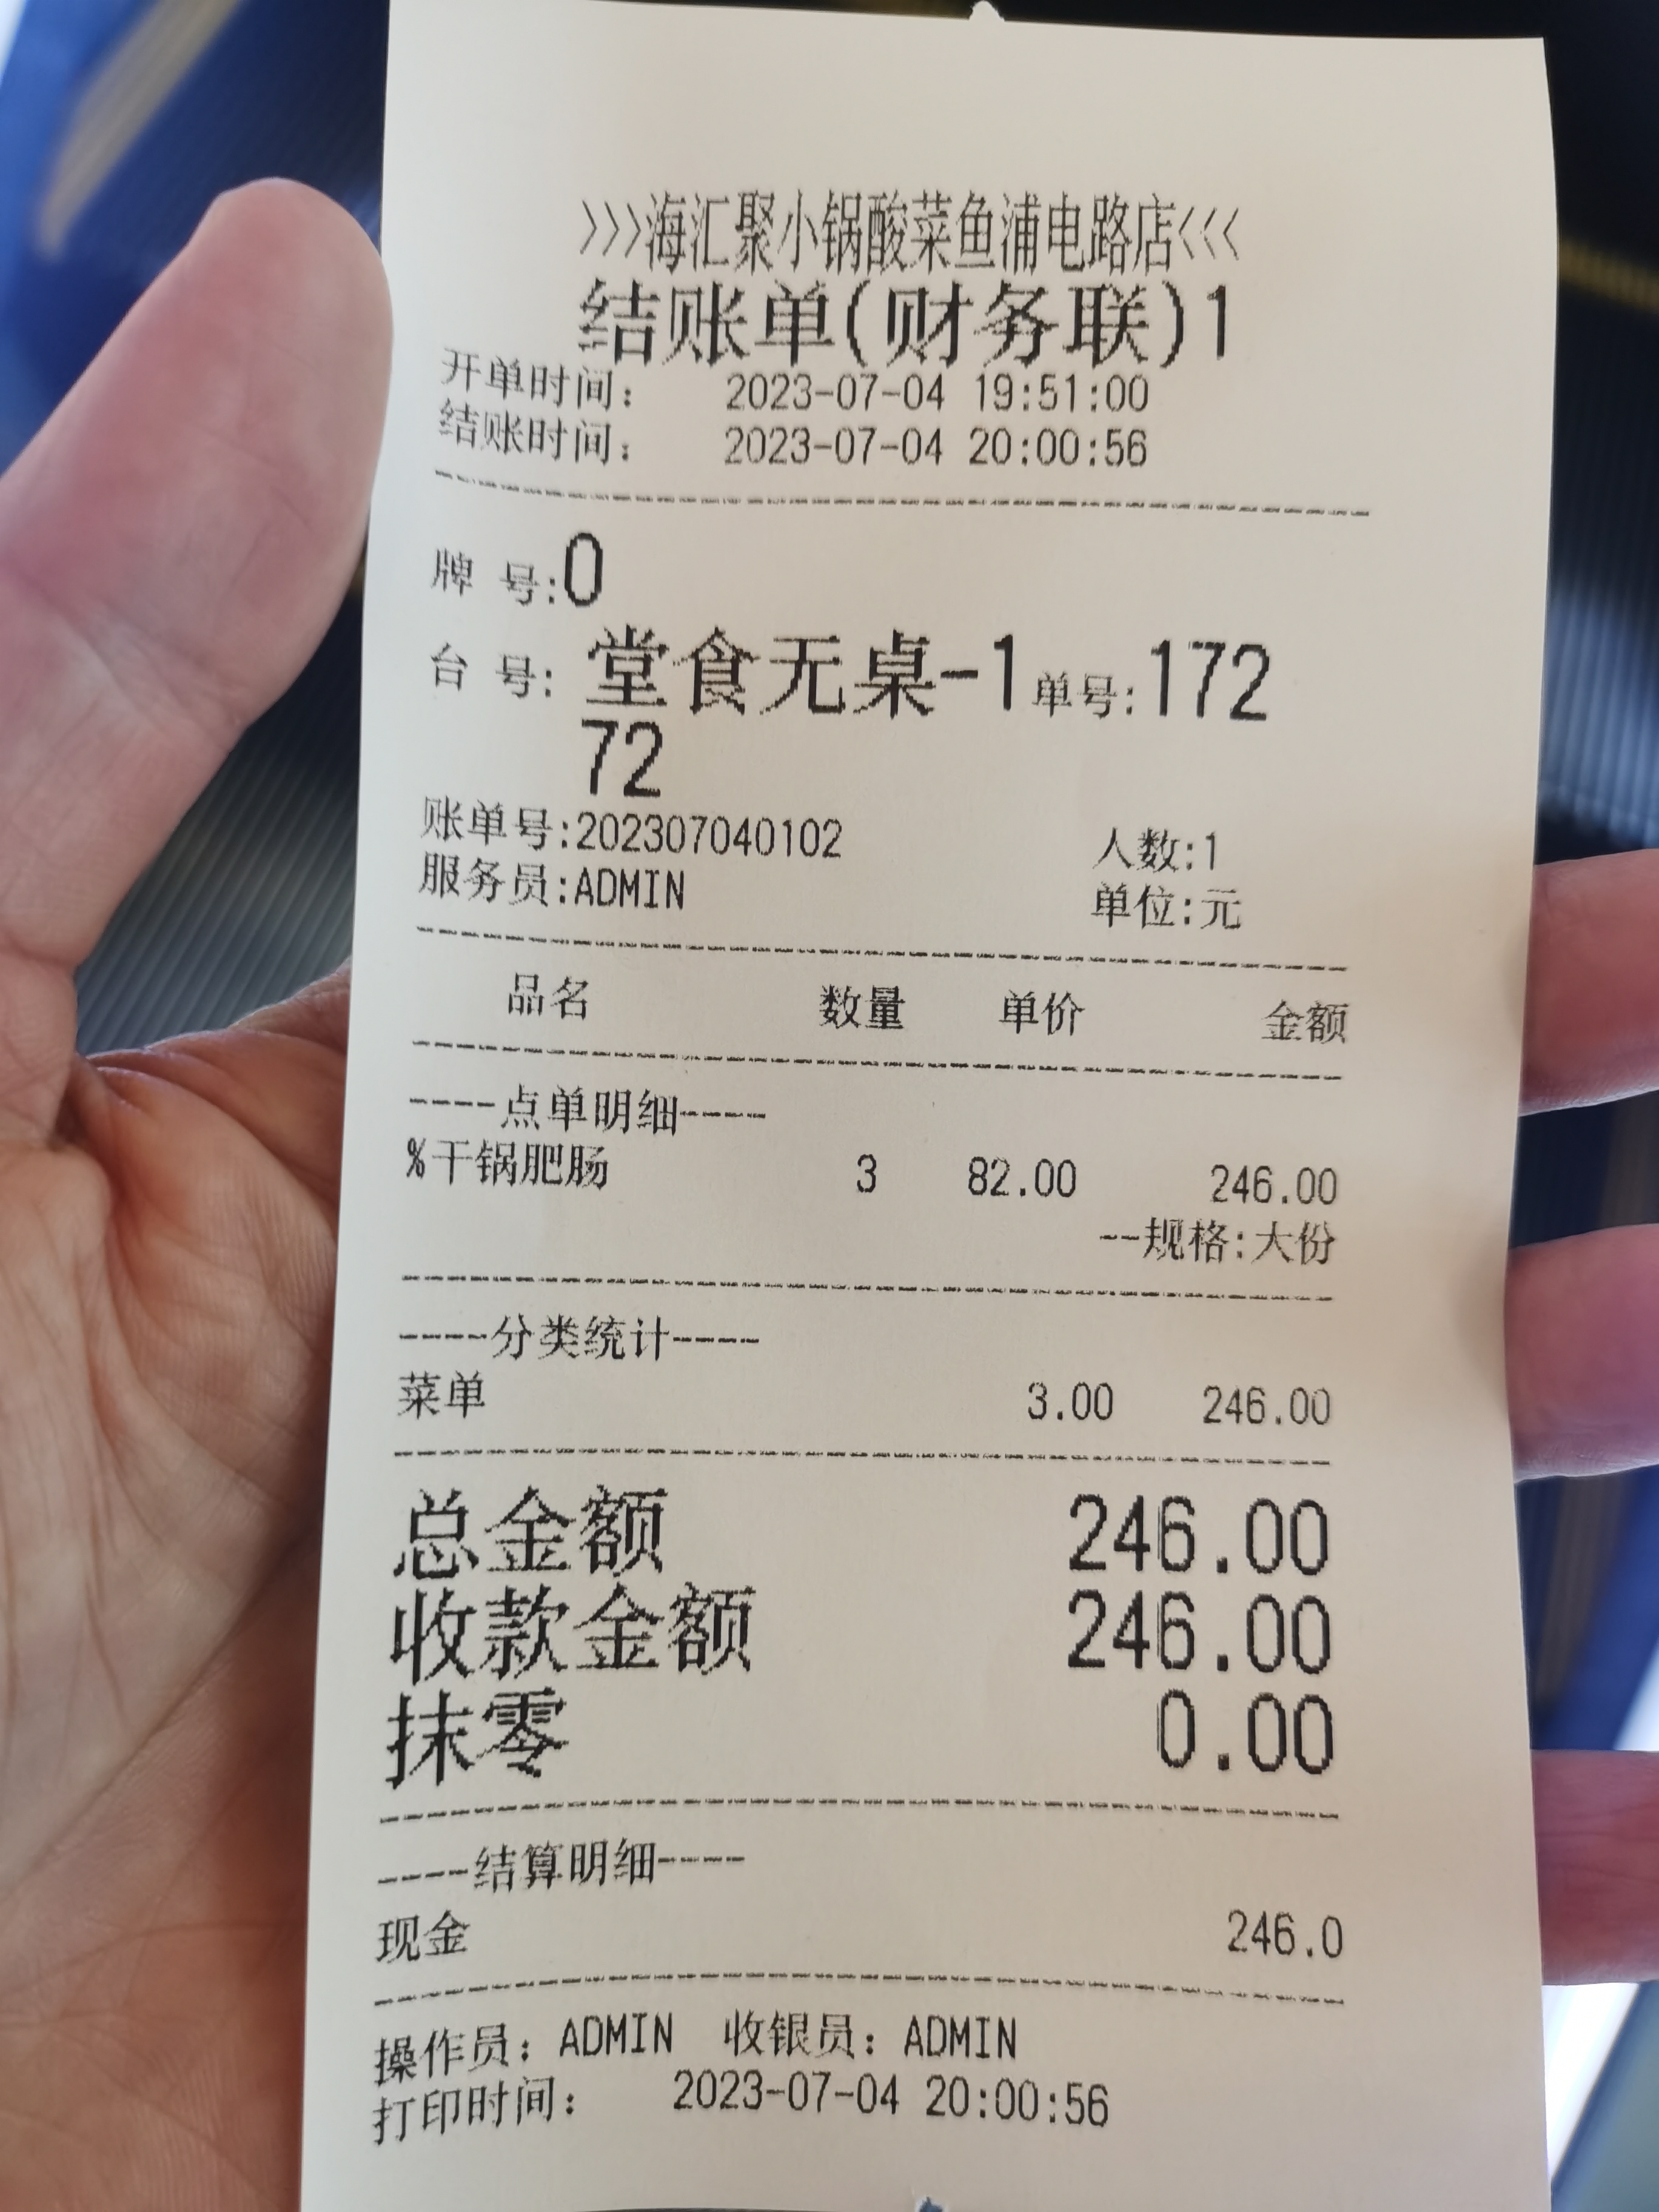 >>>海汇聚小锅酸菜鱼浦电路店<<<
结账单(财务联)1
开单时间: 2023-07-04 19:51:00
结账时间: 2023-07-04 20:00:56
牌 号:0
台 号: 堂食无桌-1 单号:172
72
账单号:202307040102 人数:1
服务员:ADMIN 单位:元
品名 数量 单价 金额
----点单明细----
%干锅肥肠 3 82.00 246.00
--规格:大份
----分类统计----
菜单 3.00 246.00
总金额 246.00
收款金额 246.00
抹零 0.00
----结算明细----
现金 246.0
操作员: ADMIN 收银员: ADMIN
打印时间: 2023-07-04 20:00:56